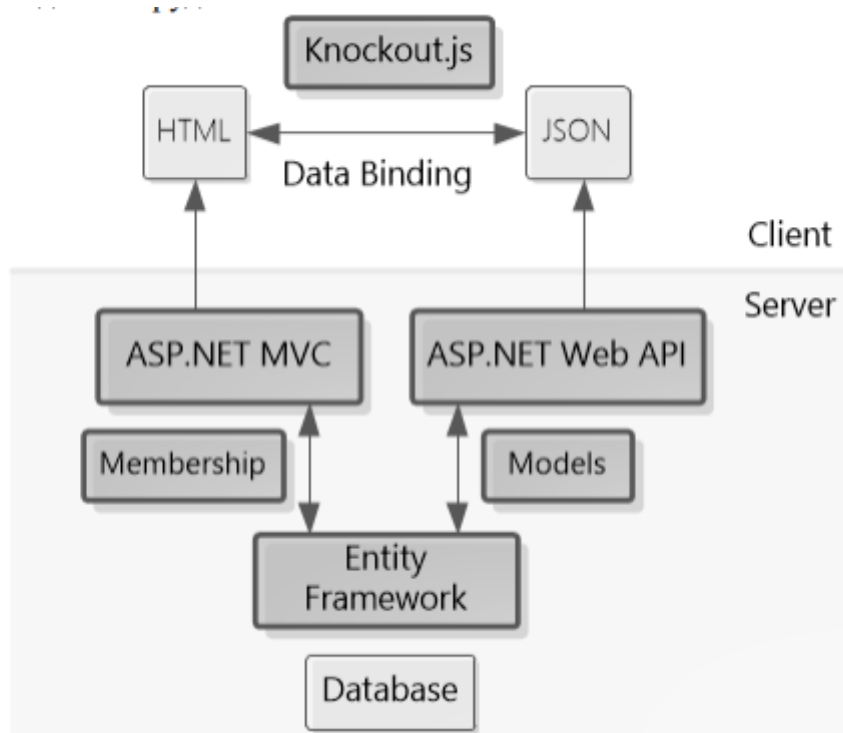 Knockout.js
HTML
JSON
Data Binding
Client
Server
ASP.NET MVC
ASP.NET Web API
Membership
Models
Entity
Framework
Database